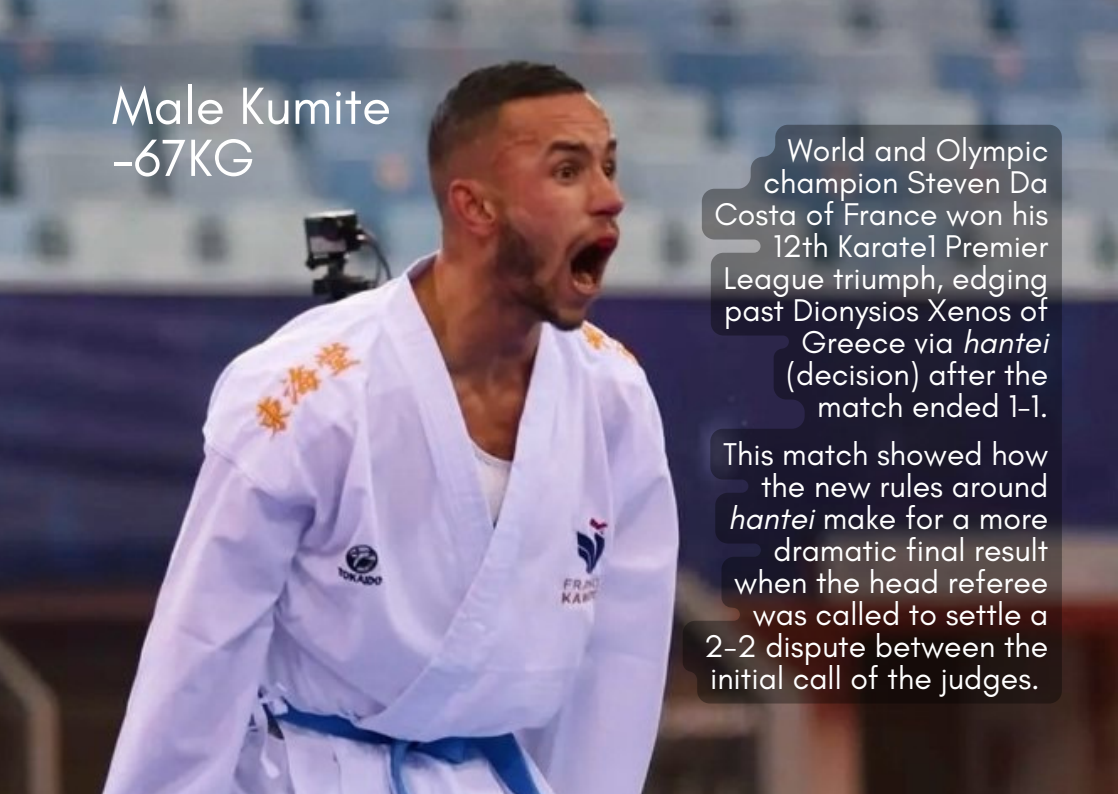 Male Kumite
-67KG
World and Olympic
champion Steven Da
Costa of France won his
12th Karate1 Premier
League triumph, edging
past Dionysios Xenos of
Greece via hantei
(decision) after the
match ended 1-1.
This match showed how
the new rules around
hantei make for a more
dramatic final result
when the head referee
was called to settle a
2-2 dispute between the
initial call of the judges.
東海堂
TOKAIDO